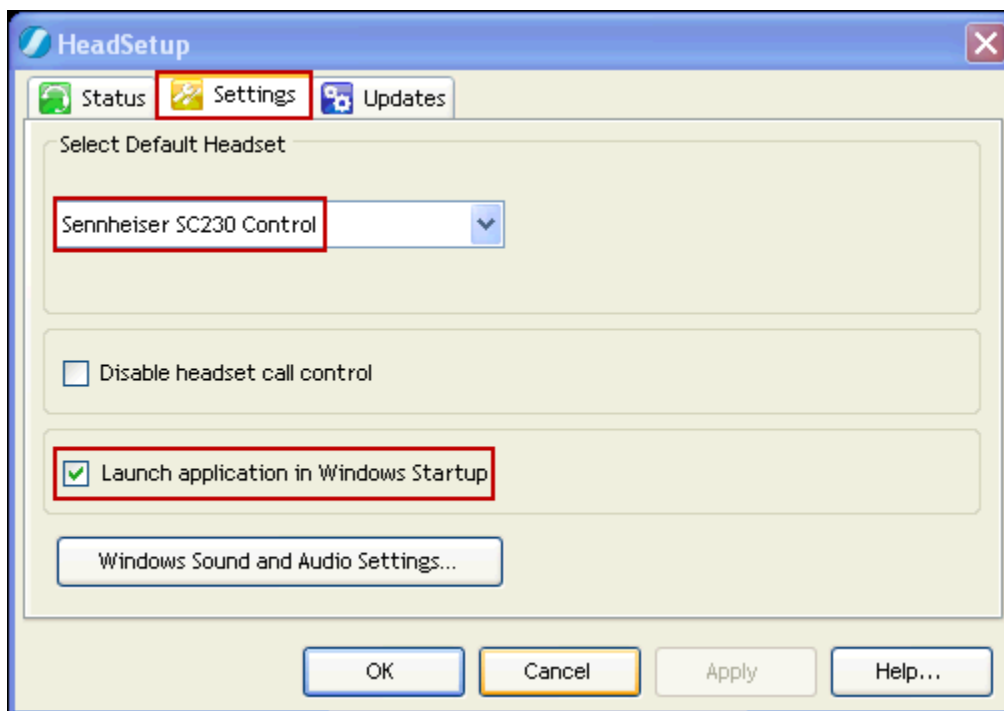 HeadSetup
Status Settings Updates
Select Default Headset
Sennheiser SC230 Control
Disable headset call control
Launch application in Windows Startup
Windows Sound and Audio Settings...
OK Cancel Apply Help...